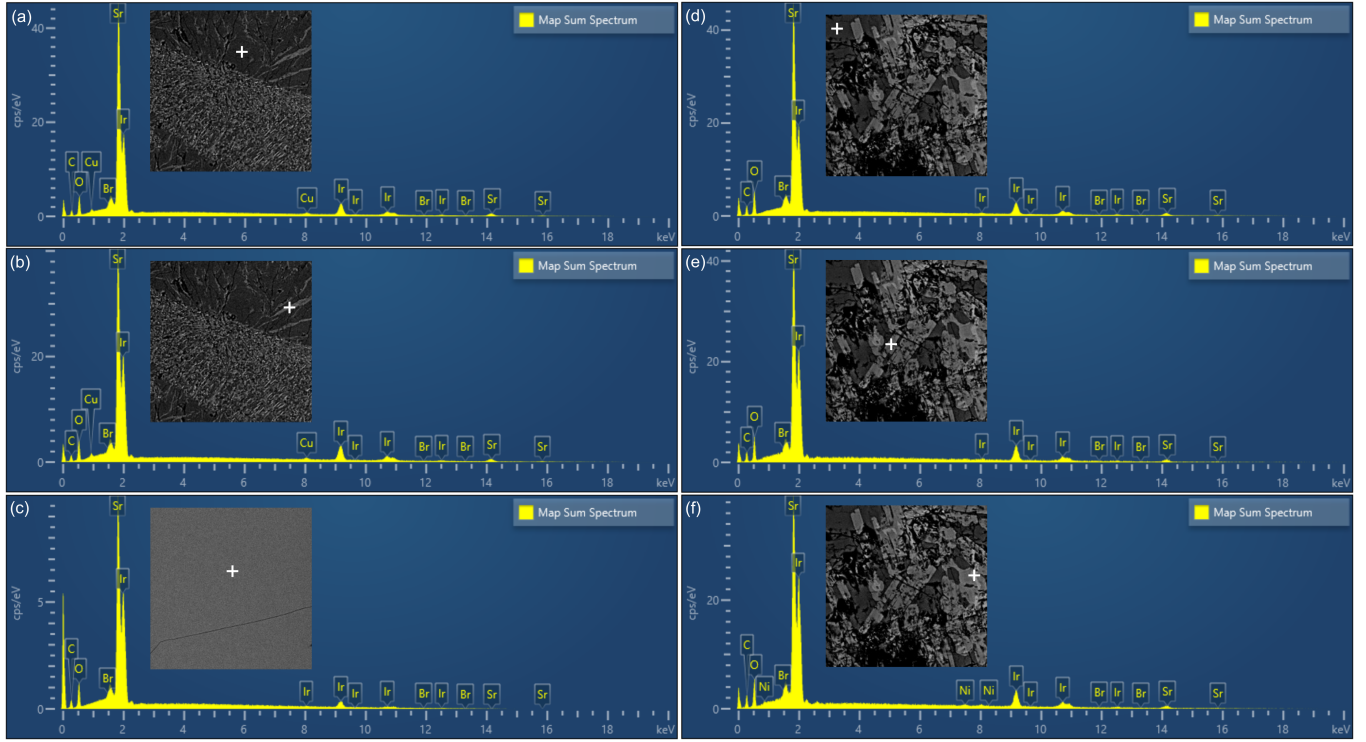 (a)
Map Sum Spectrum
cps/eV
40
20
0
Sr
Ir
C
Cu
O
Br
Cu
Ir
Ir
Ir
Br
Ir
Br
Sr
Sr
0 2 4 6 8 10 12 14 16 18 keV
(b)
Map Sum Spectrum
cps/eV
20
0
Sr
Ir
Cu
O
C
Br
Cu
Ir
Ir
Ir
Br
Ir
Br
Sr
Sr
0 2 4 6 8 10 12 14 16 18 keV
(c)
Map Sum Spectrum
cps/eV
5
0
Sr
Ir
C
O
Br
Ir
Ir
Ir
Ir
Br
Ir
Br
Sr
Sr
0 2 4 6 8 10 12 14 16 18 keV
(d)
Map Sum Spectrum
cps/eV
40
20
0
Sr
Ir
O
C
Br
Ir
Ir
Ir
Ir
Br
Ir
Br
Sr
Sr
0 2 4 6 8 10 12 14 16 18 keV
(e)
Map Sum Spectrum
cps/eV
40
20
0
Sr
Ir
O
C
Br
Ir
Ir
Ir
Ir
Br
Ir
Br
Sr
Sr
0 2 4 6 8 10 12 14 16 18 keV
(f)
Map Sum Spectrum
cps/eV
20
0
Sr
Ir
C
O
Ni
Br
Ni
Ni
Ir
Ir
Ir
Br
Ir
Br
Sr
Sr
0 2 4 6 8 10 12 14 16 18 keV